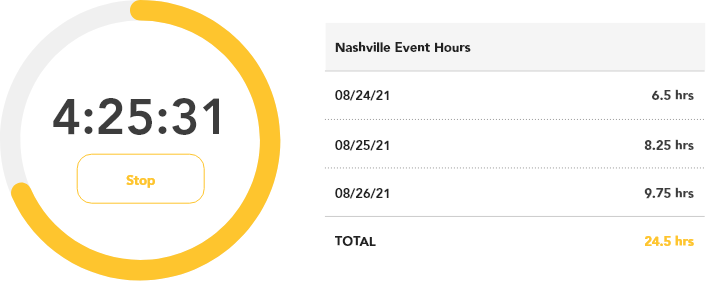 4:25:31
Stop
Nashville Event Hours
08/24/21 6.5 hrs
08/25/21 8.25 hrs
08/26/21 9.75 hrs
TOTAL 24.5 hrs